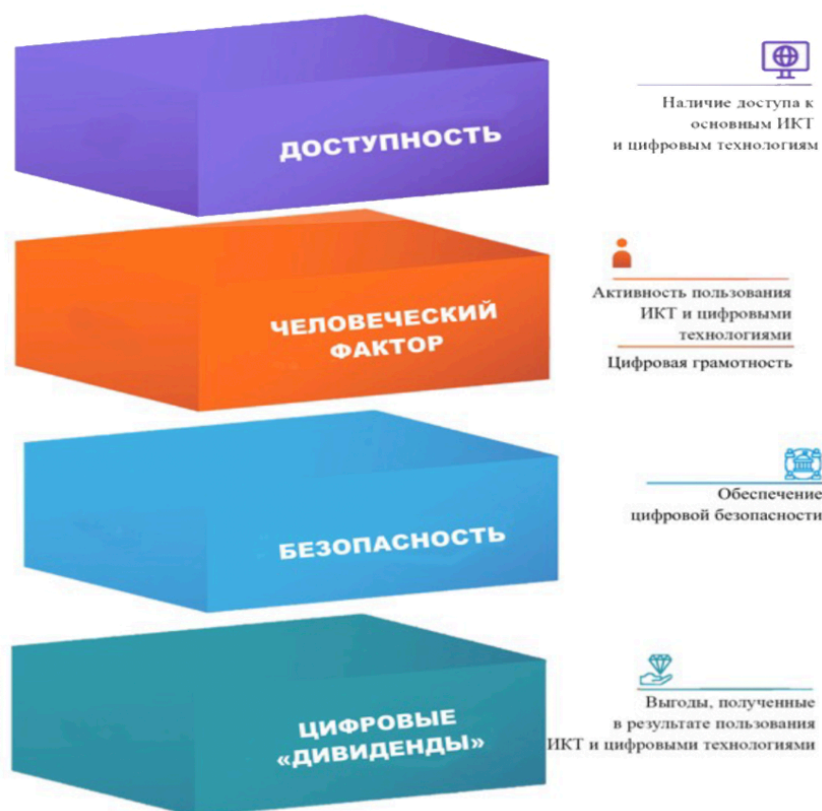 ДОСТУПНОСТЬ
Наличие доступа к
основным ИКТ
и цифровым технологиям
ЧЕЛОВЕЧЕСКИЙ
ФАКТОР
Активность пользования
ИКТ и цифровыми
технологиями
Цифровая грамотность
БЕЗОПАСНОСТЬ
Обеспечение
цифровой безопасности
ЦИФРОВЫЕ
«ДИВИДЕНДЫ»
Выгоды, полученные
в результате пользования
ИКТ и цифровыми технологиями